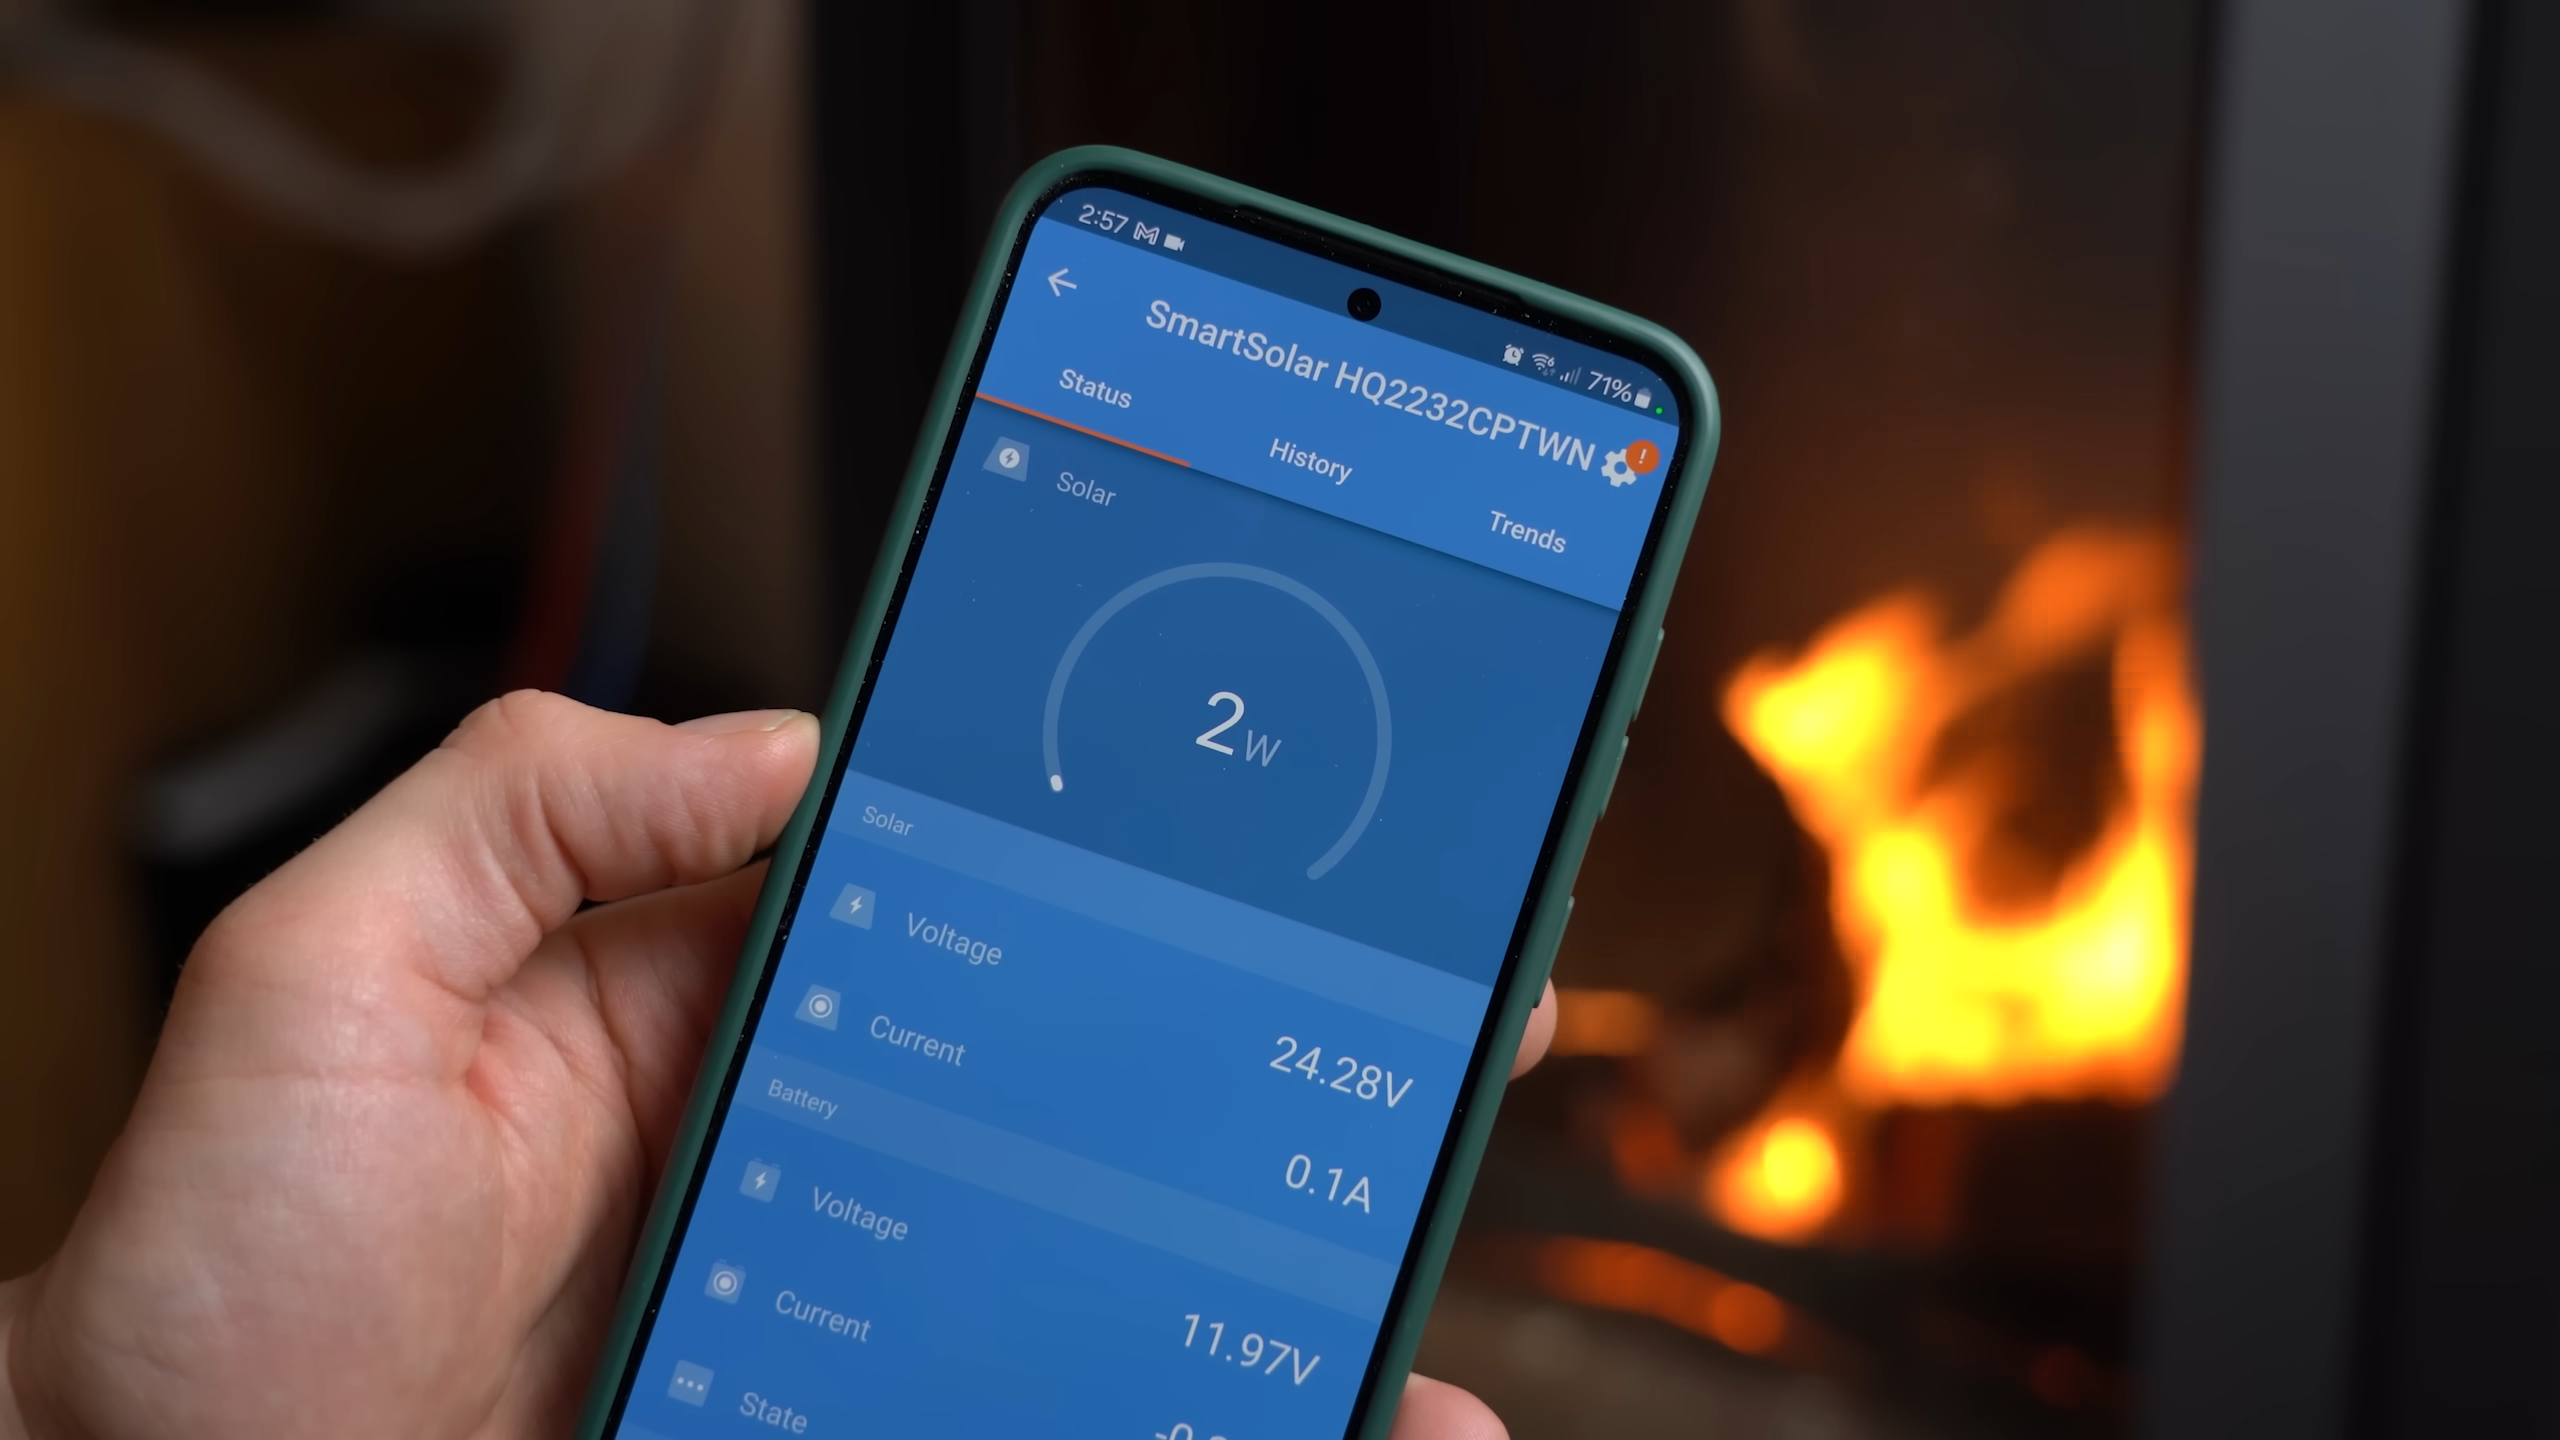 2:57
71%
SmartSolar HQ2232CPTWN
Status History Trends
Solar
2W
Solar
Voltage 24.28V
Current 0.1A
Battery
Voltage 11.97V
Current
State